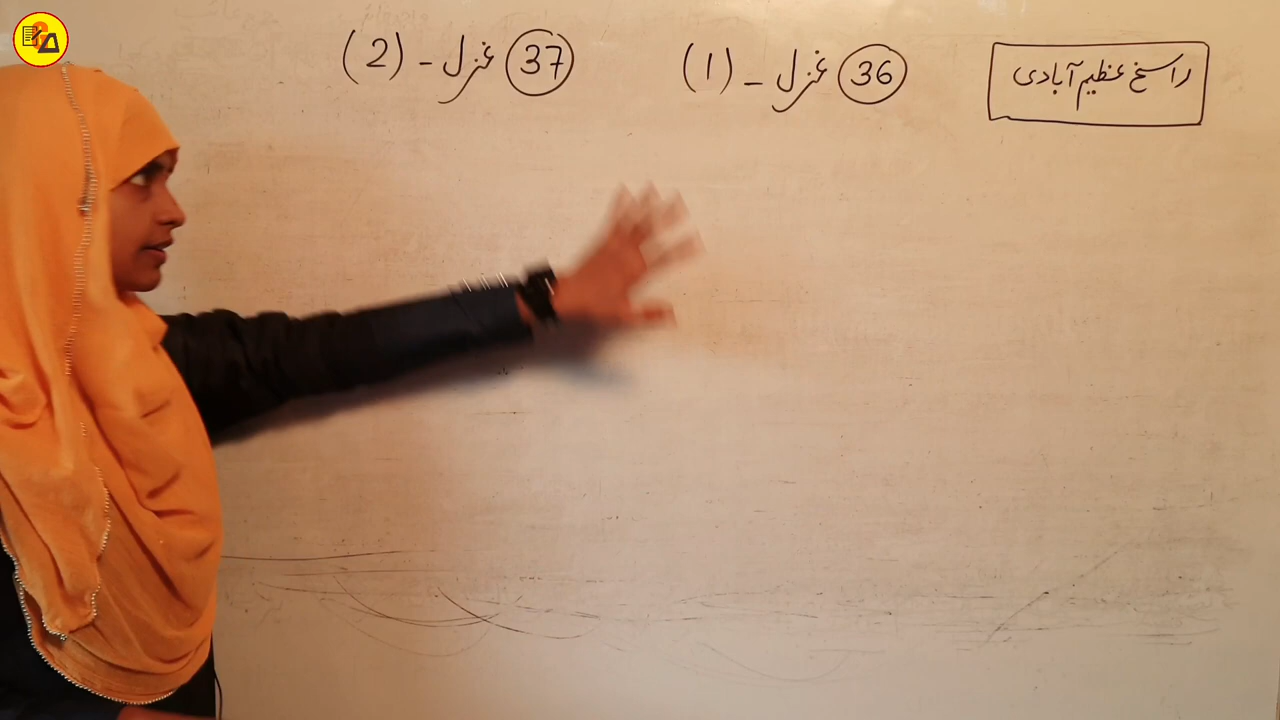 راسخ عظیم آبادی
36 غزل - (1)
37 غزل - (2)